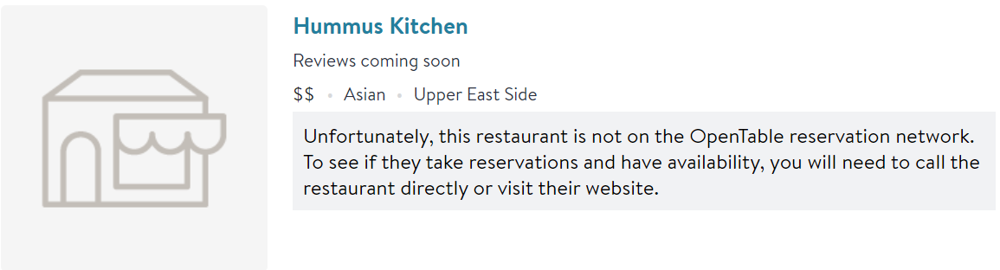 Hummus Kitchen
Reviews coming soon
$$ • Asian • Upper East Side
Unfortunately, this restaurant is not on the OpenTable reservation network.
To see if they take reservations and have availability, you will need to call the
restaurant directly or visit their website.